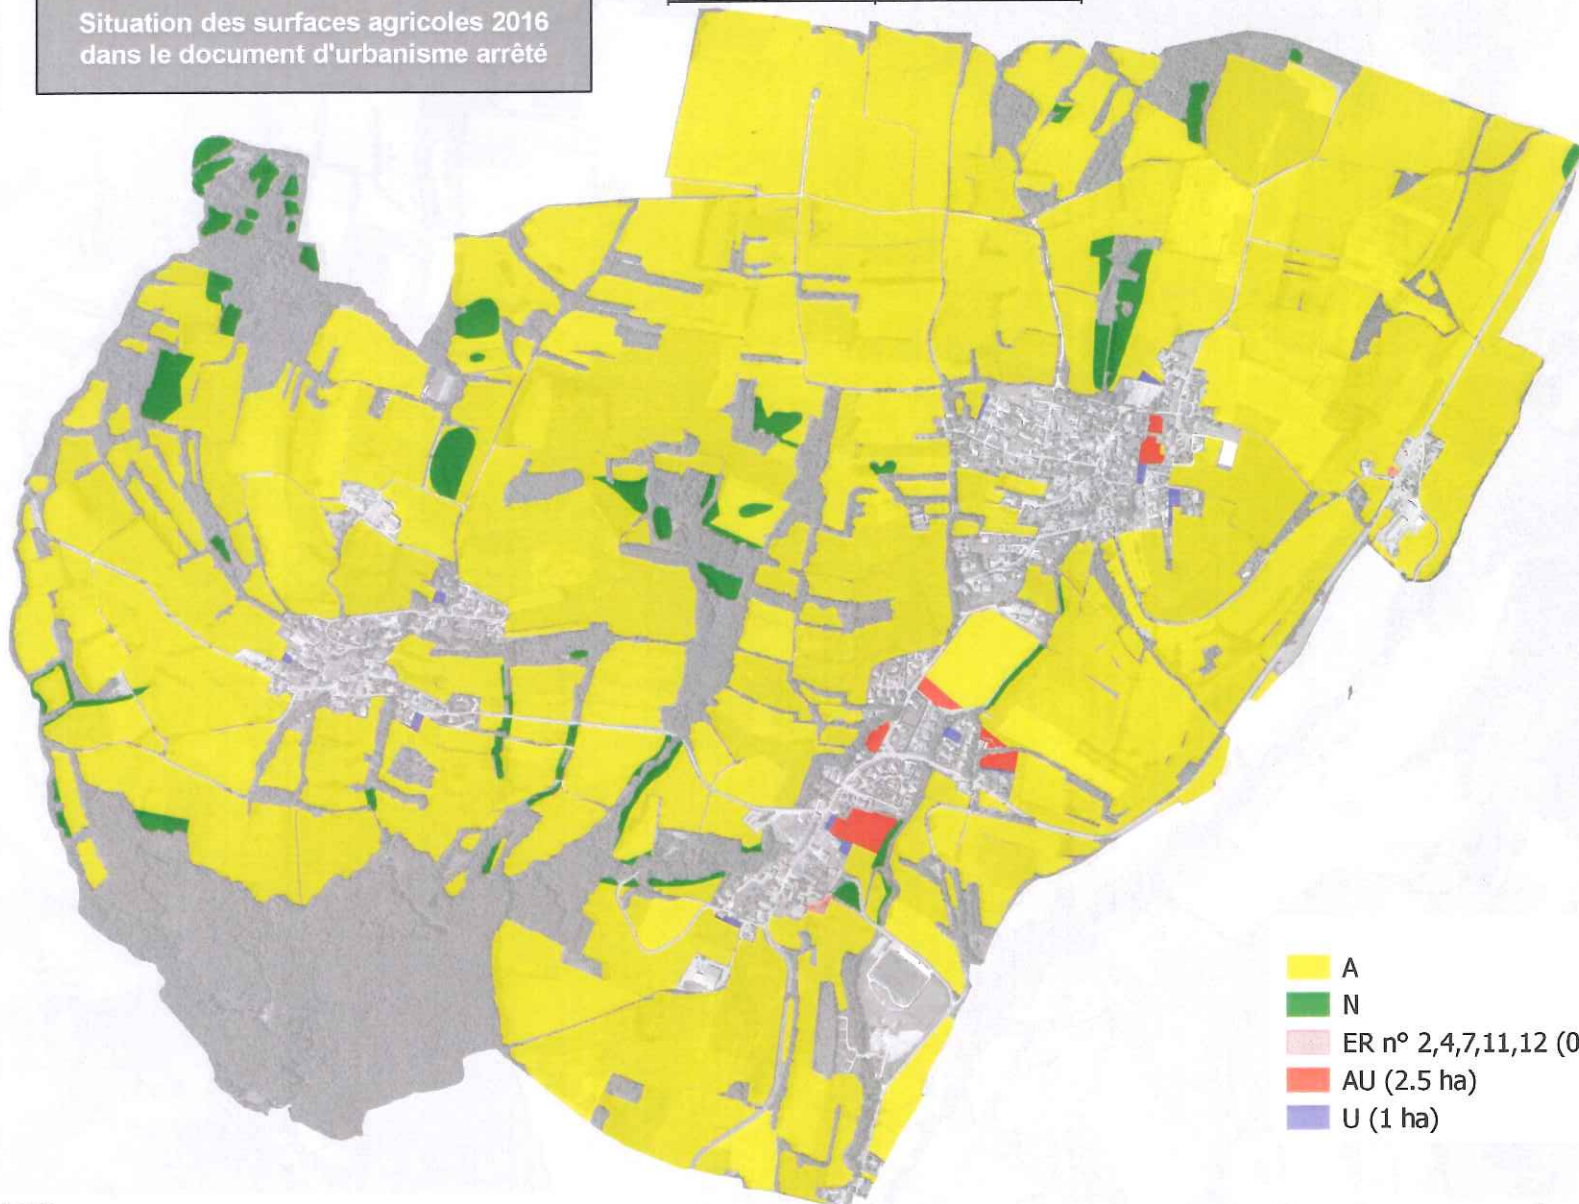 Situation des surfaces agricoles 2016
dans le document d'urbanisme arrêté
A
N
ER n° 2,4,7,11,12 (0
AU (2.5 ha)
U (1 ha)